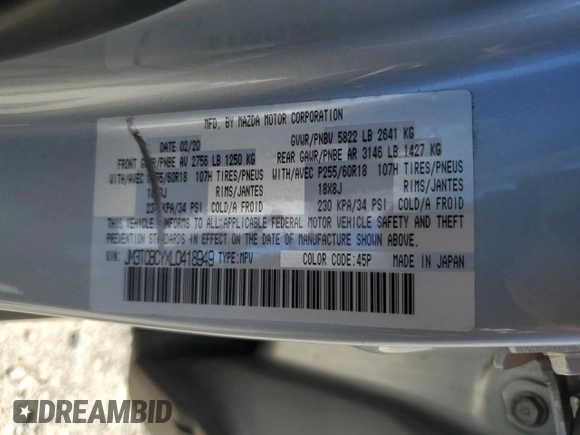 MFD. BY MAZDA MOTOR CORPORATION
DATE 02/20 GVWR/PNBV 5822 LB 2641 KG
FRONT GAWR/PNBE AV 2756 LB 1250 KG REAR GAWR/PNBE AR 3146 LB 1427 KG
WITH/AVEC P255/60R18 107H TIRES/PNEUS WITH/AVEC P255/60R18 107H TIRES/PNEUS
18X8J RIMS/JANTES 18X8J RIMS/JANTES
230 KPA/34 PSI COLD/A FROID 230 KPA/34 PSI COLD/A FROID
THIS VEHICLE CONFORMS TO ALL APPLICABLE FEDERAL MOTOR VEHICLE SAFETY AND THEFT
PREVENTION STANDARDS IN EFFECT ON THE DATE OF MANUFACTURE SHOWN ABOVE.
VIN: JM3TCBCYXL0418949 TYPE: MPV COLOR CODE: 45P MADE IN JAPAN
DREAMBID